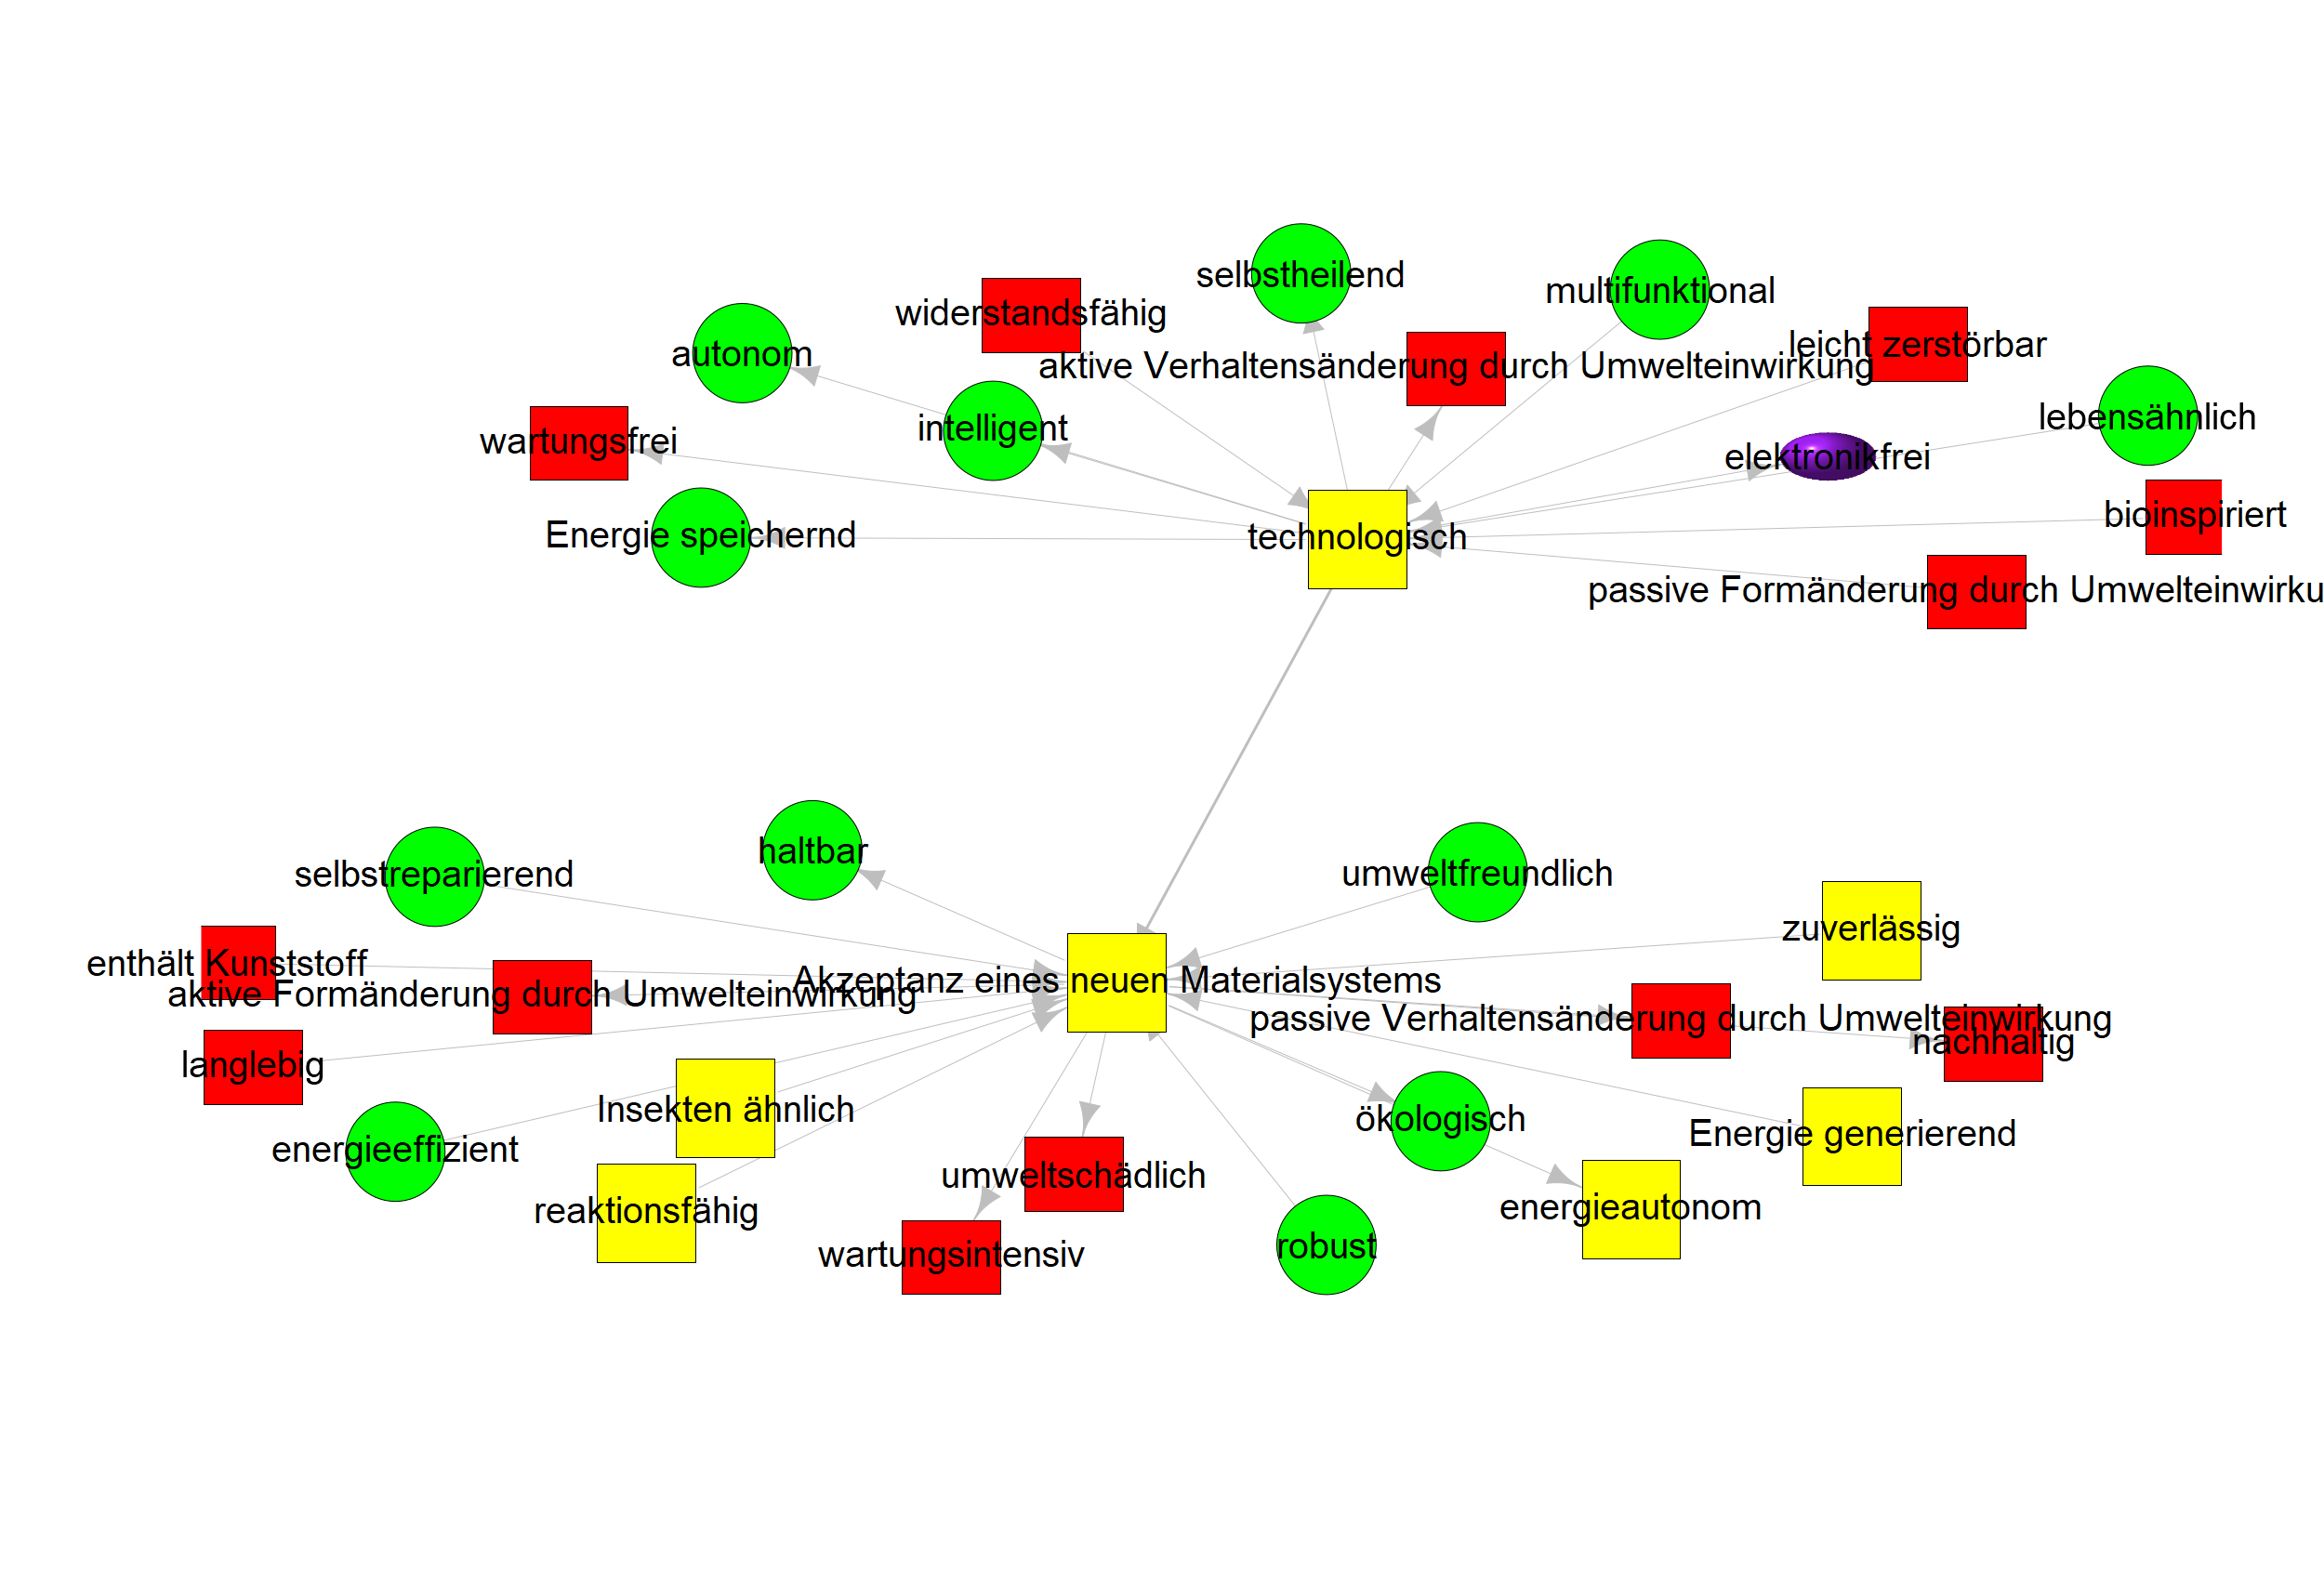 selbstheilend
multifunktional
widerstandsfähig
leicht zerstörbar
autonom
aktive Verhaltensänderung durch Umwelteinwirkung
lebensähnlich
intelligent
wartungsfrei
elektronikfrei
bioinspiriert
Energie speichernd
technologisch
passive Formänderung durch Umwelteinwirku
haltbar
umweltfreundlich
selbstreparierend
zuverlässig
enthält Kunststoff
Akzeptanz eines neuen Materialsystems
aktive Formänderung durch Umwelteinwirkung
passive Verhaltensänderung durch Umwelteinwirkung
nachhaltig
langlebig
Insekten ähnlich
ökologisch
Energie generierend
energieeffizient
umweltschädlich
reaktionsfähig
energieautonom
wartungsintensiv
robust